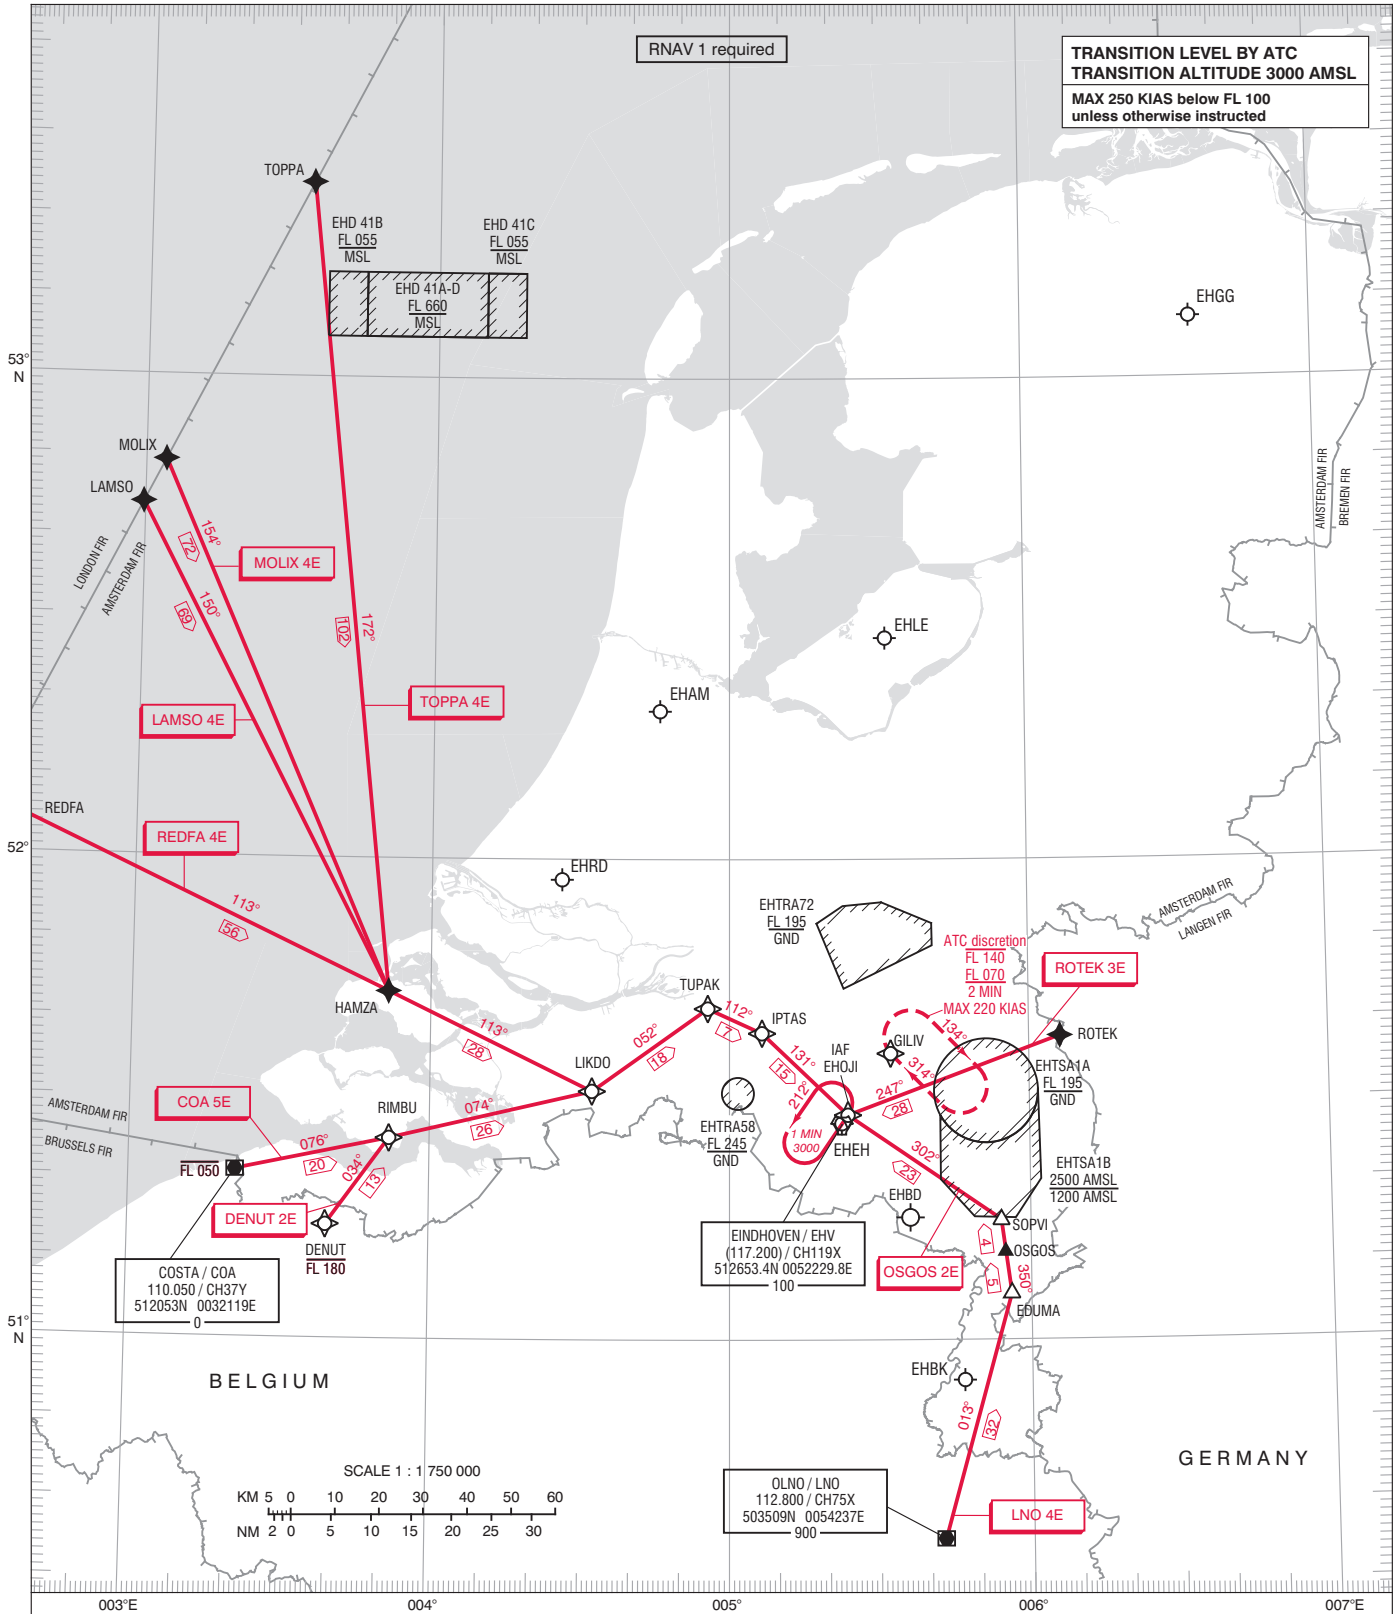 RNAV 1 required
TRANSITION LEVEL BY ATC
TRANSITION ALTITUDE 3000 AMSL
MAX 250 KIAS below FL 100
unless otherwise instructed
TOPPA
EHD 41B
FL 055
MSL
EHD 41C
FL 055
MSL
EHD 41A-D
FL 660
MSL
EHGG
53°
N
MOLIX
LAMSO
AMSTERDAM FIR
BREMEN FIR
LONDON FIR
AMSTERDAM FIR
154°
72
MOLIX 4E
150°
69
102
172°
EHLE
LAMSO 4E
TOPPA 4E
EHAM
REDFA
REDFA 4E
52°
N
EHRD
113°
56
EHTRA72
FL 195
GND
AMSTERDAM FIR
LANGEN FIR
ATC discretion
FL 140
FL 070
2 MIN
MAX 220 KIAS
ROTEK 3E
HAMZA
TUPAK
112°
7
IPTAS
134°
ROTEK
113°
28
052°
18
131°
15
IAF
EHOJI
GILIV
314°
EHTSA1A
FL 195
GND
LIKDO
247°
28
212°
COA 5E
RIMBU
074°
26
AMSTERDAM FIR
BRUSSELS FIR
076°
20
EHTRA58
FL 245
GND
1 MIN
3000
EHEH
302°
23
FL 050
034°
13
EHTSA1B
2500 AMSL
1200 AMSL
EHBD
DENUT 2E
SOPVI
DENUT
FL 180
EINDHOVEN / EHV
(117.200) / CH119X
512653.4N 0052229.8E
100
4
OSGOS
OSGOS 2E
5
350°
COSTA / COA
110.050 / CH37Y
512053N 0032119E
0
EDUMA
51°
N
EHBK
BELGIUM
013°
32
GERMANY
SCALE 1 : 1 750 000
KM 5 0 10 20 30 40 50 60
NM 2 0 5 10 15 20 25 30
OLNO / LNO
112.800 / CH75X
503509N 0054237E
900
LNO 4E
003°E 004° 005° 006° 007°E